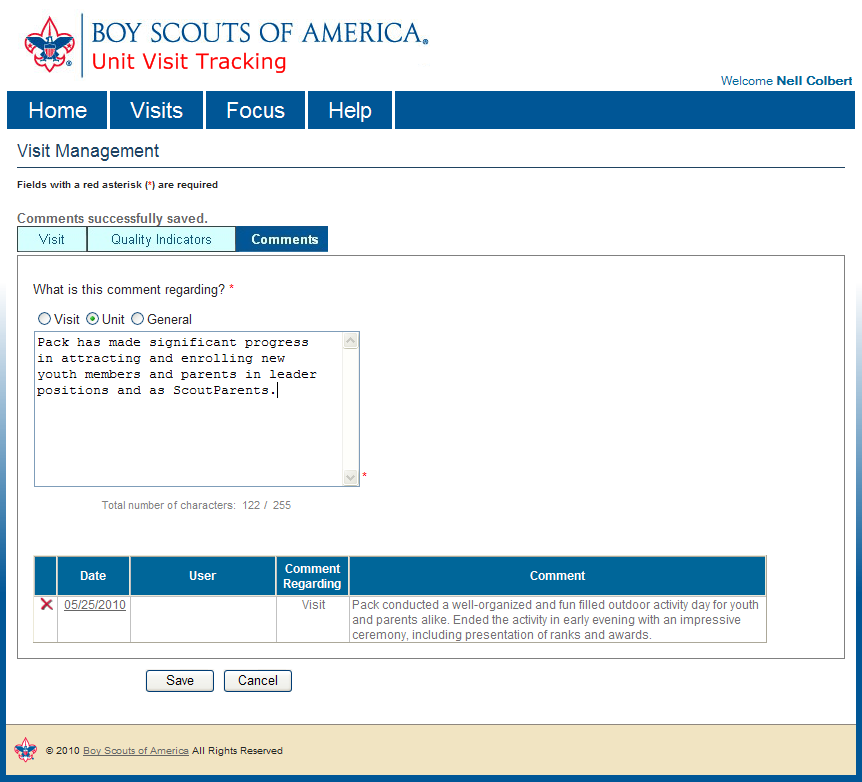 BOY SCOUTS OF AMERICA®
Unit Visit Tracking
Welcome Nell Colbert
Home Visits Focus Help
Visit Management
Fields with a red asterisk (*) are required
Comments successfully saved.
Visit Quality Indicators Comments
What is this comment regarding? *
Visit Unit General
Pack has made significant progress
in attracting and enrolling new
youth members and parents in leader
positions and as ScoutParents.
*
Total number of characters: 122 / 255
Date User Comment Regarding Comment
05/25/2010 Visit Pack conducted a well-organized and fun filled outdoor activity day for youth
and parents alike. Ended the activity in early evening with an impressive
ceremony, including presentation of ranks and awards.
Save Cancel
© 2010 Boy Scouts of America All Rights Reserved